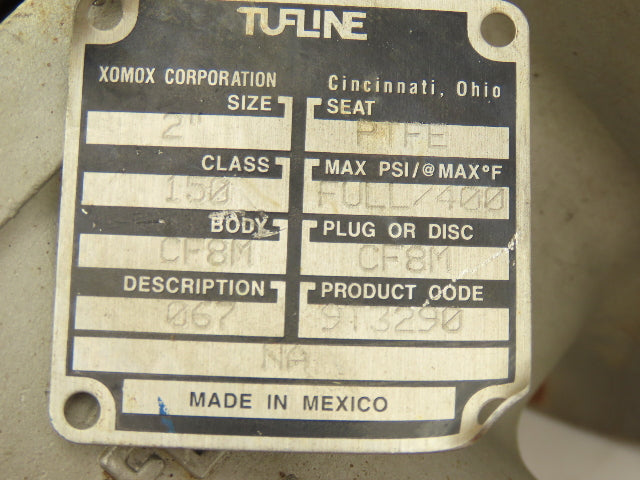 TUFLINE
XOMOX CORPORATION Cincinnati, Ohio
SIZE SEAT
2" PTFE
CLASS MAX PSI/@MAX°F
150 FULL/400
BODY PLUG OR DISC
CF8M CF8M
DESCRIPTION PRODUCT CODE
067 913290
NA
MADE IN MEXICO